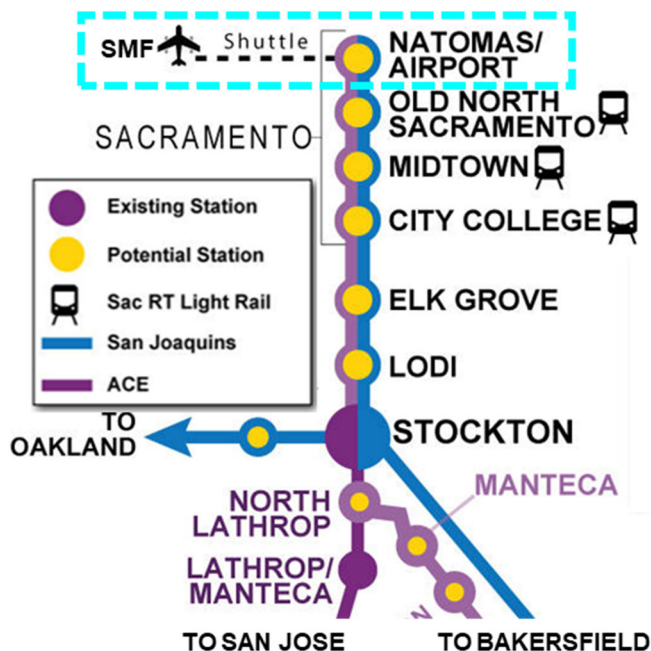 SMF
Shuttle
NATOMAS/
AIRPORT
OLD NORTH
SACRAMENTO
SACRAMENTO
MIDTOWN
CITY COLLEGE
Existing Station
Potential Station
Sac RT Light Rail
San Joaquins
ACE
ELK GROVE
LODI
TO
OAKLAND
STOCKTON
MANTECA
NORTH
LATHROP
LATHROP/
MANTECA
TO SAN JOSE
TO BAKERSFIELD